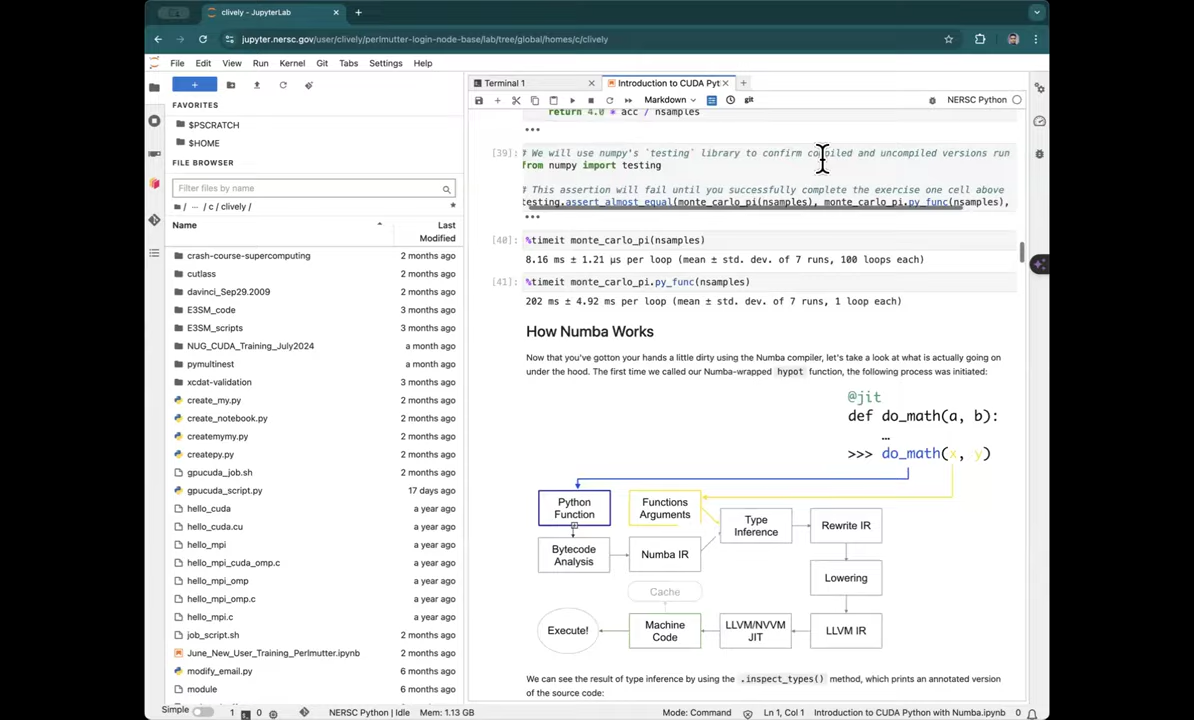 clively - JupyterLab
jupyter.nersc.gov/user/clively/perlmutter-login-node-base/lab/tree/global/homes/c/clively
File Edit View Run Kernel Git Tabs Settings Help
Terminal 1
Introduction to CUDA Pyt
Markdown
git
NERSC Python
FAVORITES
$PSCRATCH
$HOME
FILE BROWSER
Filter files by name
/ ··· / c / clively /
Name Last Modified
crash-course-supercomputing 2 months ago
cutlass 2 months ago
davinci_Sep29.2009 2 months ago
E3SM_code 2 months ago
E3SM_scripts 2 months ago
NUG_CUDA_Training_July2024 a month ago
pymultinest a month ago
xcdat-validation 3 months ago
create_my.py 2 months ago
create_notebook.py 2 months ago
createmymy.py 2 months ago
createpy.py 2 months ago
gpucuda_job.sh 2 months ago
gpucuda_script.py 17 days ago
hello_cuda a year ago
hello_cuda.cu a year ago
hello_mpi a year ago
hello_mpi_cuda_omp.c a year ago
hello_mpi_omp a year ago
hello_mpi_omp.c a year ago
hello_mpi.c a year ago
job_script.sh 2 months ago
June_New_User_Training_Perlmutter.ipynb 2 months ago
modify_email.py 6 months ago
module 6 months ago
return 4.0 * acc / nsamples
[39]: # We will use numpy's `testing` library to confirm compiled and uncompiled versions run
from numpy import testing
# This assertion will fail until you successfully complete the exercise one cell above
testing.assert_almost_equal(monte_carlo_pi(nsamples), monte_carlo_pi.py_func(nsamples),
[40]: %timeit monte_carlo_pi(nsamples)
8.16 ms ± 1.21 µs per loop (mean ± std. dev. of 7 runs, 100 loops each)
[41]: %timeit monte_carlo_pi.py_func(nsamples)
202 ms ± 4.92 ms per loop (mean ± std. dev. of 7 runs, 1 loop each)
How Numba Works
Now that you've gotton your hands a little dirty using the Numba compiler, let's take a look at what is actually going on
under the hood. The first time we called our Numba-wrapped hypot function, the following process was initiated:
@jit
def do_math(a, b):
…
>>> do_math(x, y)
Python
Function
Functions
Arguments
Type
Inference
Rewrite IR
Bytecode
Analysis
Numba IR
Lowering
Cache
Execute!
Machine
Code
LLVM/NVVM
JIT
LLVM IR
We can see the result of type inference by using the .inspect_types() method, which prints an annotated version
of the source code:
Simple 1 0 NERSC Python | Idle Mem: 1.13 GB Mode: Command Ln 1, Col 1 Introduction to CUDA Python with Numba.ipynb 0